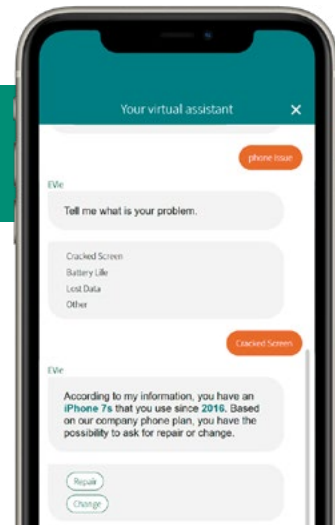 Your virtual assistant ×
phone issue
EVie
Tell me what is your problem.
Cracked Screen
Battery Life
Lost Data
Other
Cracked Screen
EVie
According to my information, you have an
iPhone 7s that you use since 2016. Based
on our company phone plan, you have the
possibility to ask for repair or change.
Repair
Change